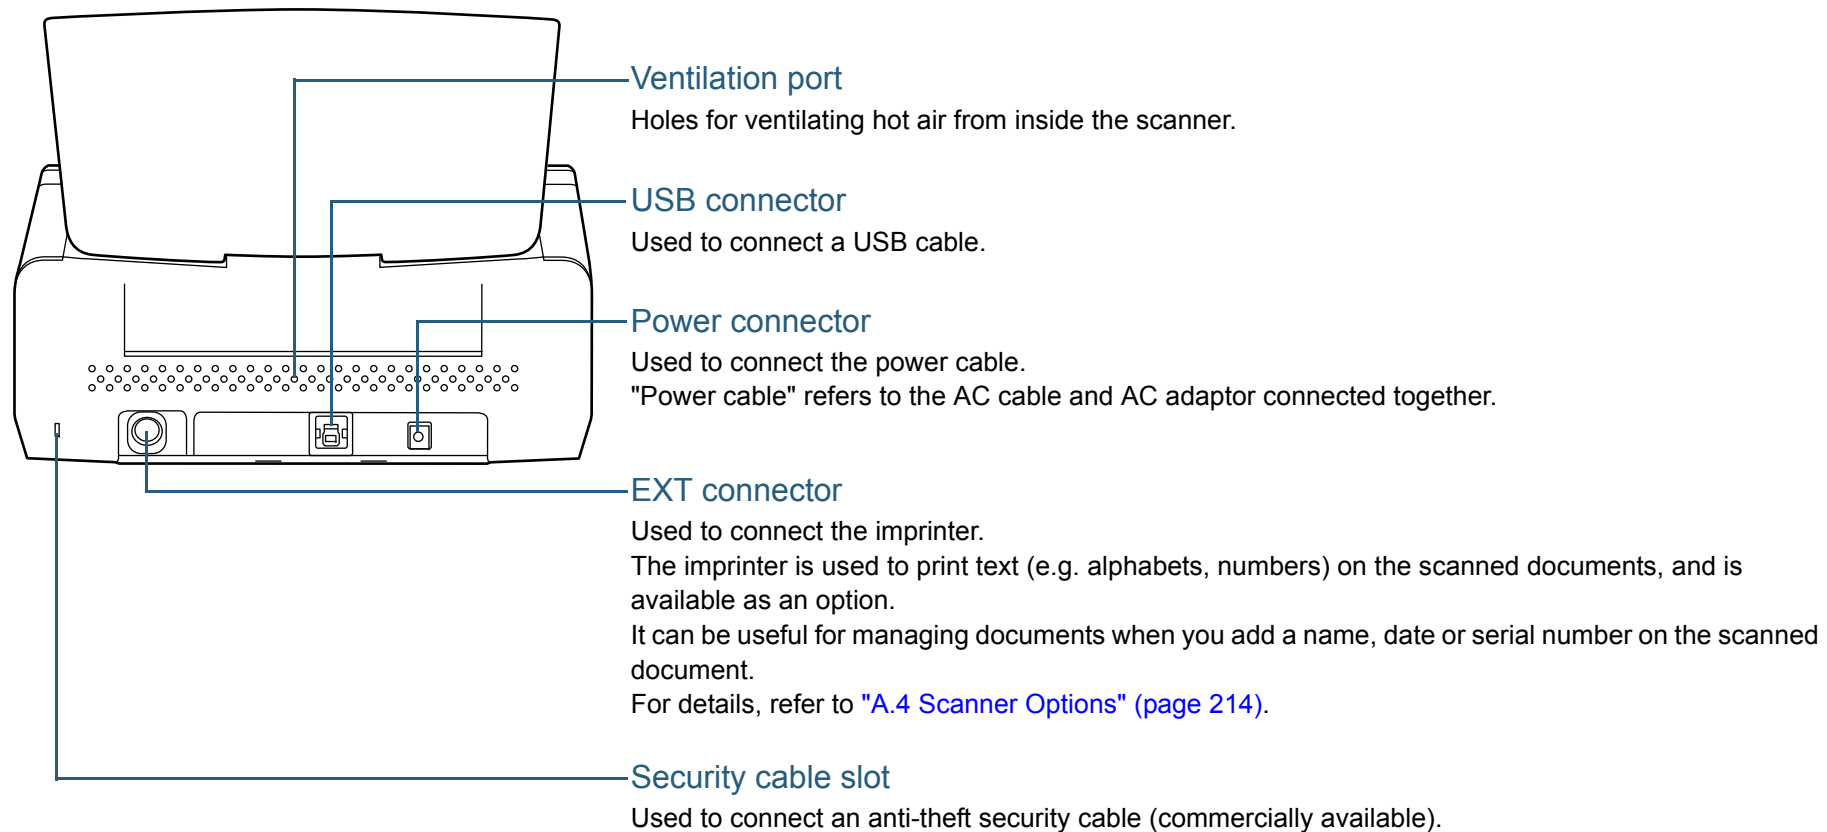 Ventilation port
Holes for ventilating hot air from inside the scanner.
USB connector
Used to connect a USB cable.
Power connector
Used to connect the power cable.
"Power cable" refers to the AC cable and AC adaptor connected together.
EXT connector
Used to connect the imprinter.
The imprinter is used to print text (e.g. alphabets, numbers) on the scanned documents, and is
available as an option.
It can be useful for managing documents when you add a name, date or serial number on the scanned
document.
For details, refer to "A.4 Scanner Options" (page 214).
Security cable slot
Used to connect an anti-theft security cable (commercially available).